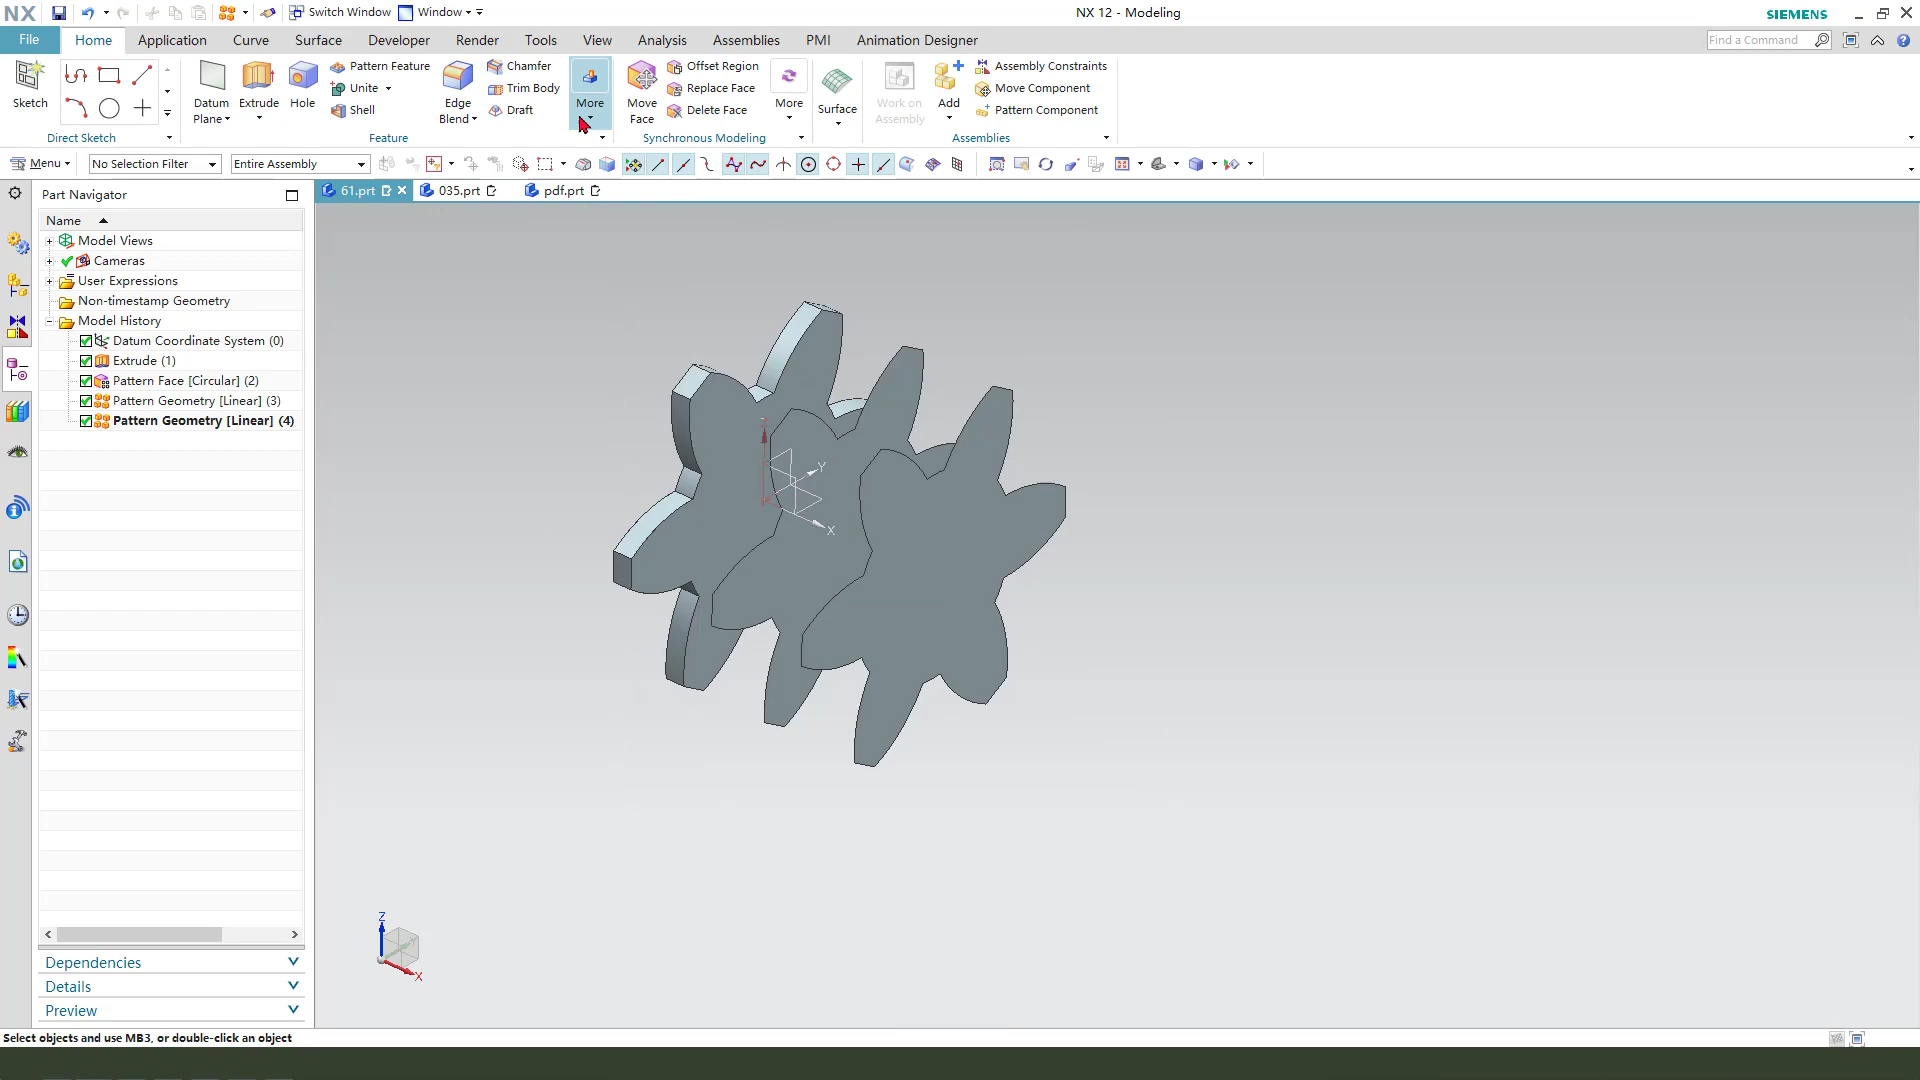 NX Switch Window Window NX 12 - Modeling SIEMENS
File Home Application Curve Surface Developer Render Tools View Analysis Assemblies PMI Animation Designer Find a Command
Sketch
Direct Sketch
Datum Plane
Extrude
Hole
Pattern Feature
Unite
Shell
Edge Blend
Chamfer
Trim Body
Draft
More
Feature
Move Face
Offset Region
Replace Face
Delete Face
More
Synchronous Modeling
Surface
Work on Assembly
Add
Assembly Constraints
Move Component
Pattern Component
Assemblies
Menu No Selection Filter Entire Assembly
Part Navigator
61.prt 035.prt pdf.prt
Name
Model Views
Cameras
User Expressions
Non-timestamp Geometry
Model History
Datum Coordinate System (0)
Extrude (1)
Pattern Face [Circular] (2)
Pattern Geometry [Linear] (3)
Pattern Geometry [Linear] (4)
Z
Y
X
Z
X
Dependencies
Details
Preview
Select objects and use MB3, or double-click an object